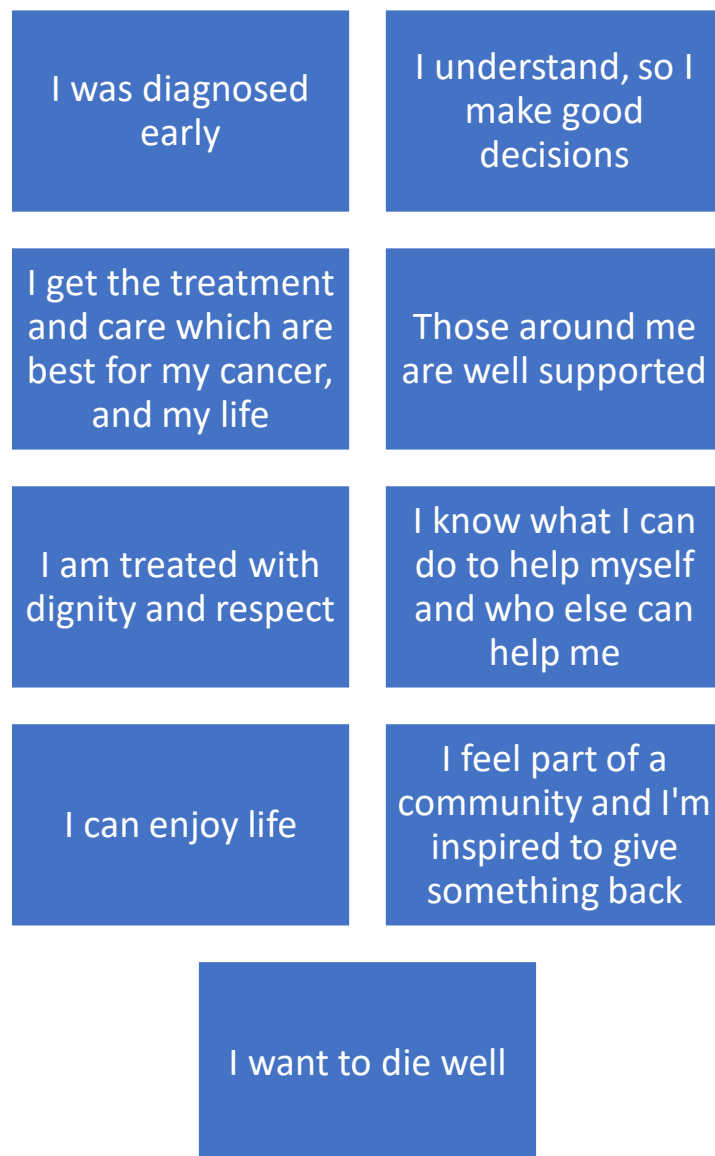 I was diagnosed
early
I understand, so I
make good
decisions
I get the treatment
and care which are
best for my cancer,
and my life
Those around me
are well supported
I am treated with
dignity and respect
I know what I can
do to help myself
and who else can
help me
I can enjoy life
I feel part of a
community and I'm
inspired to give
something back
I want to die well